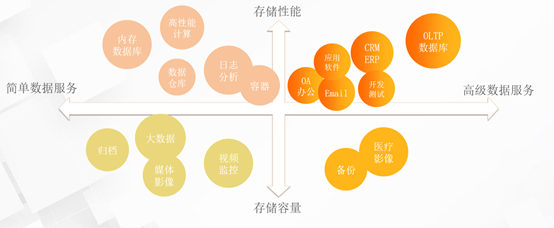 存储性能
高性能
计算
内存
数据库
OLTP
数据库
CRM
ERP
应用
软件
日志
分析
数据
仓库
容器
OA
办公
Email
开发
测试
简单数据服务
高级数据服务
归档
大数据
媒体
影像
视频
监控
医疗
影像
备份
存储容量